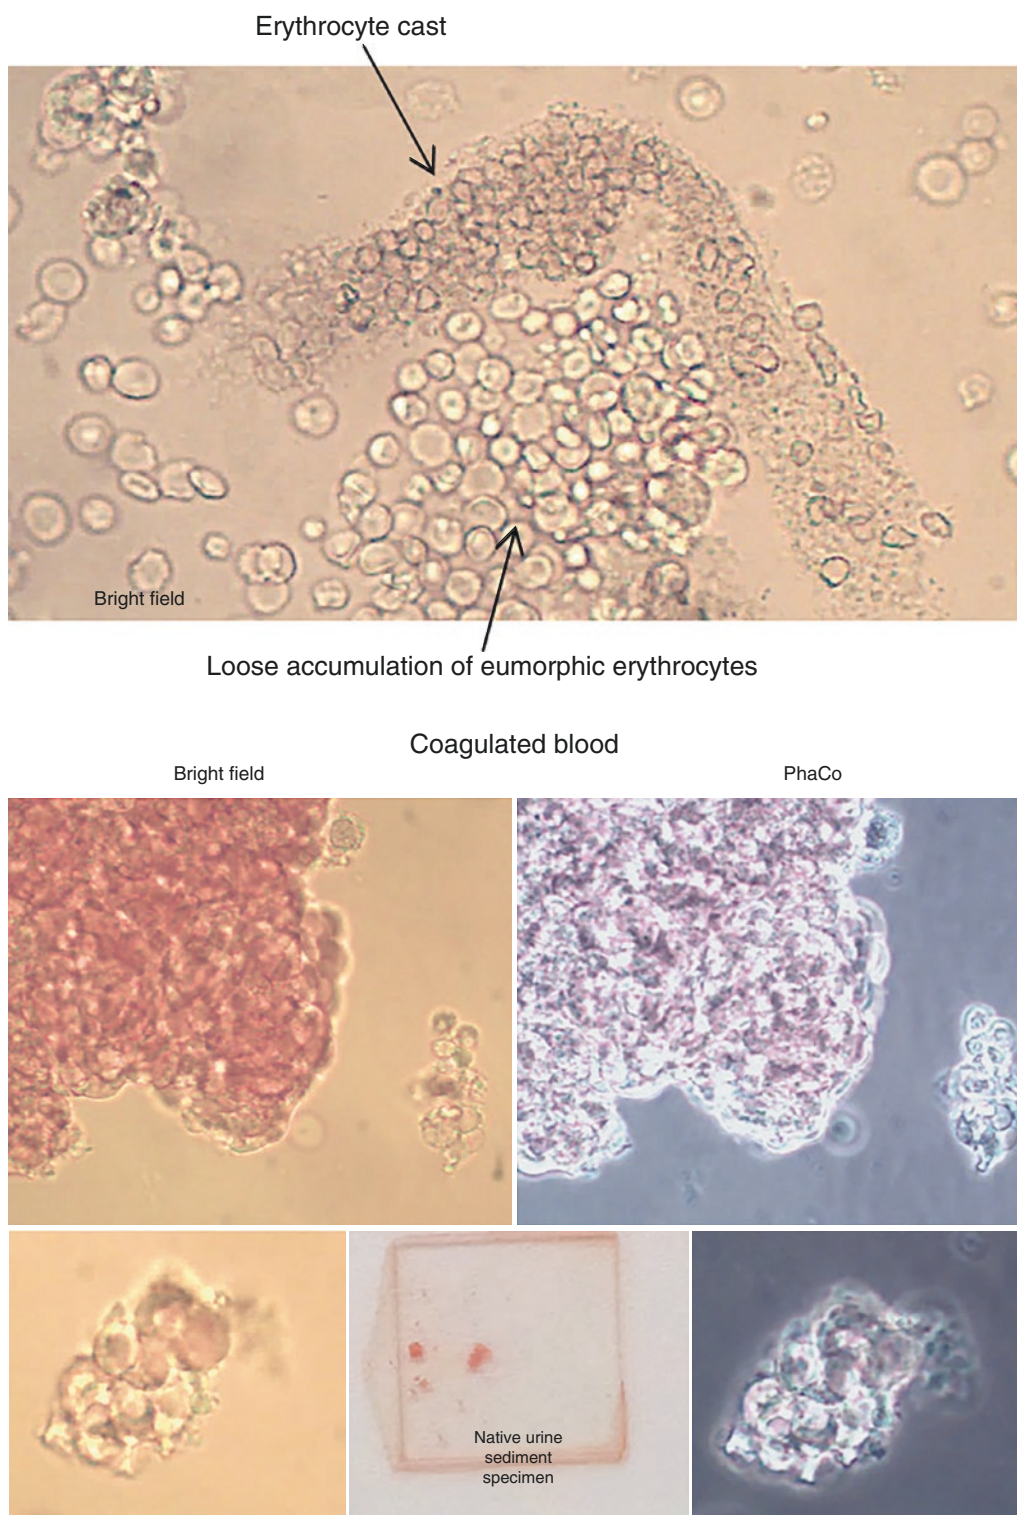 Erythrocyte cast
Bright field
Loose accumulation of eumorphic erythrocytes
Coagulated blood
Bright field
PhaCo
Native urine
sediment
specimen